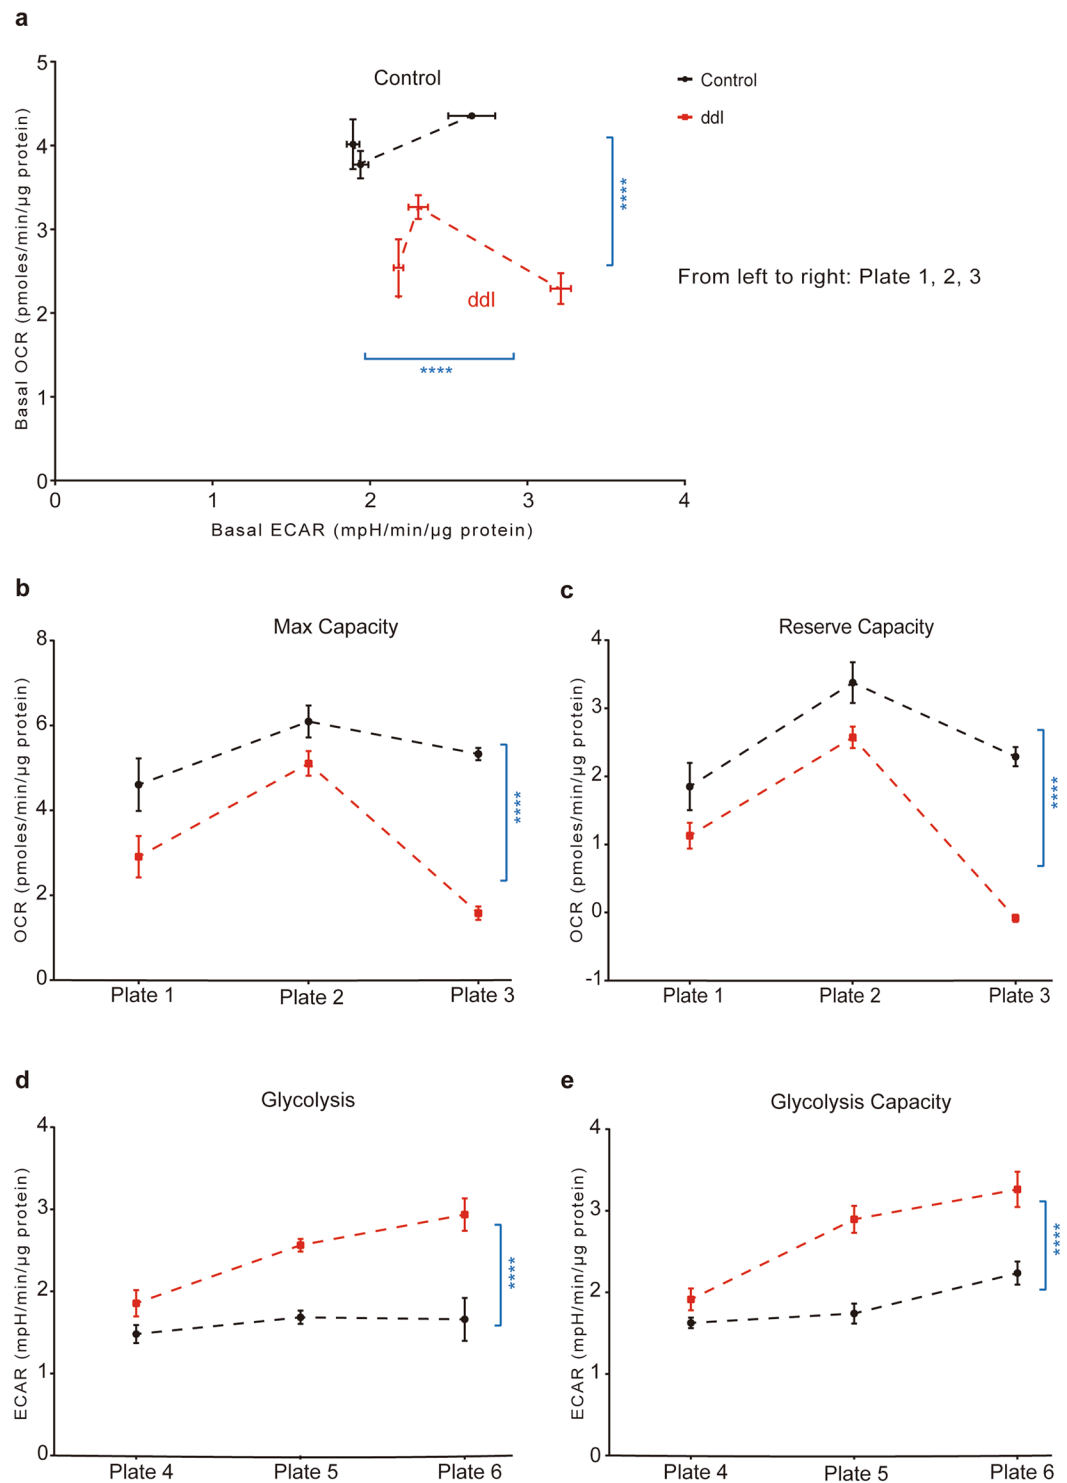 a
Control
Control
ddI
5
4
3
2
1
0
Basal OCR (pmoles/min/µg protein)
****
ddI
From left to right: Plate 1, 2, 3
****
0 1 2 3 4
Basal ECAR (mpH/min/µg protein)
b
Max Capacity
8
6
4
2
0
OCR (pmoles/min/µg protein)
****
Plate 1 Plate 2 Plate 3
c
Reserve Capacity
4
3
2
1
0
-1
OCR (pmoles/min/µg protein)
****
Plate 1 Plate 2 Plate 3
d
Glycolysis
4
3
2
1
0
ECAR (mpH/min/µg protein)
****
Plate 4 Plate 5 Plate 6
e
Glycolysis Capacity
4
3
2
1
0
ECAR (mpH/min/µg protein)
****
Plate 4 Plate 5 Plate 6